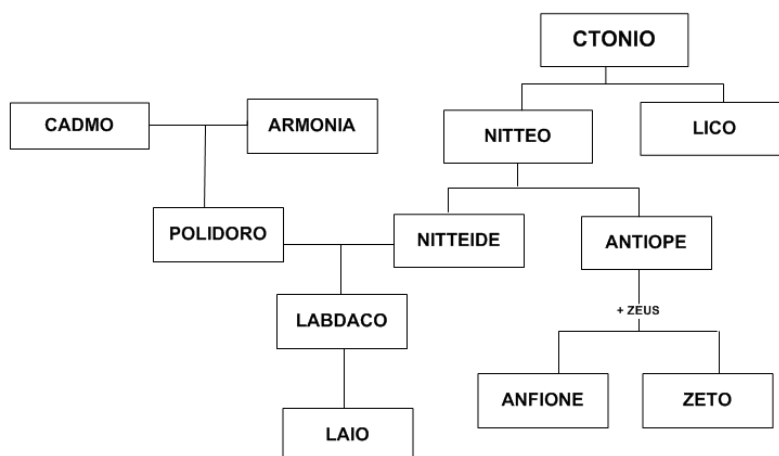 CTONIO
CADMO
ARMONIA
NITTEO
LICO
POLIDORO
NITTEIDE
ANTIOPE
LABDACO
+ ZEUS
ANFIONE
ZETO
LAIO